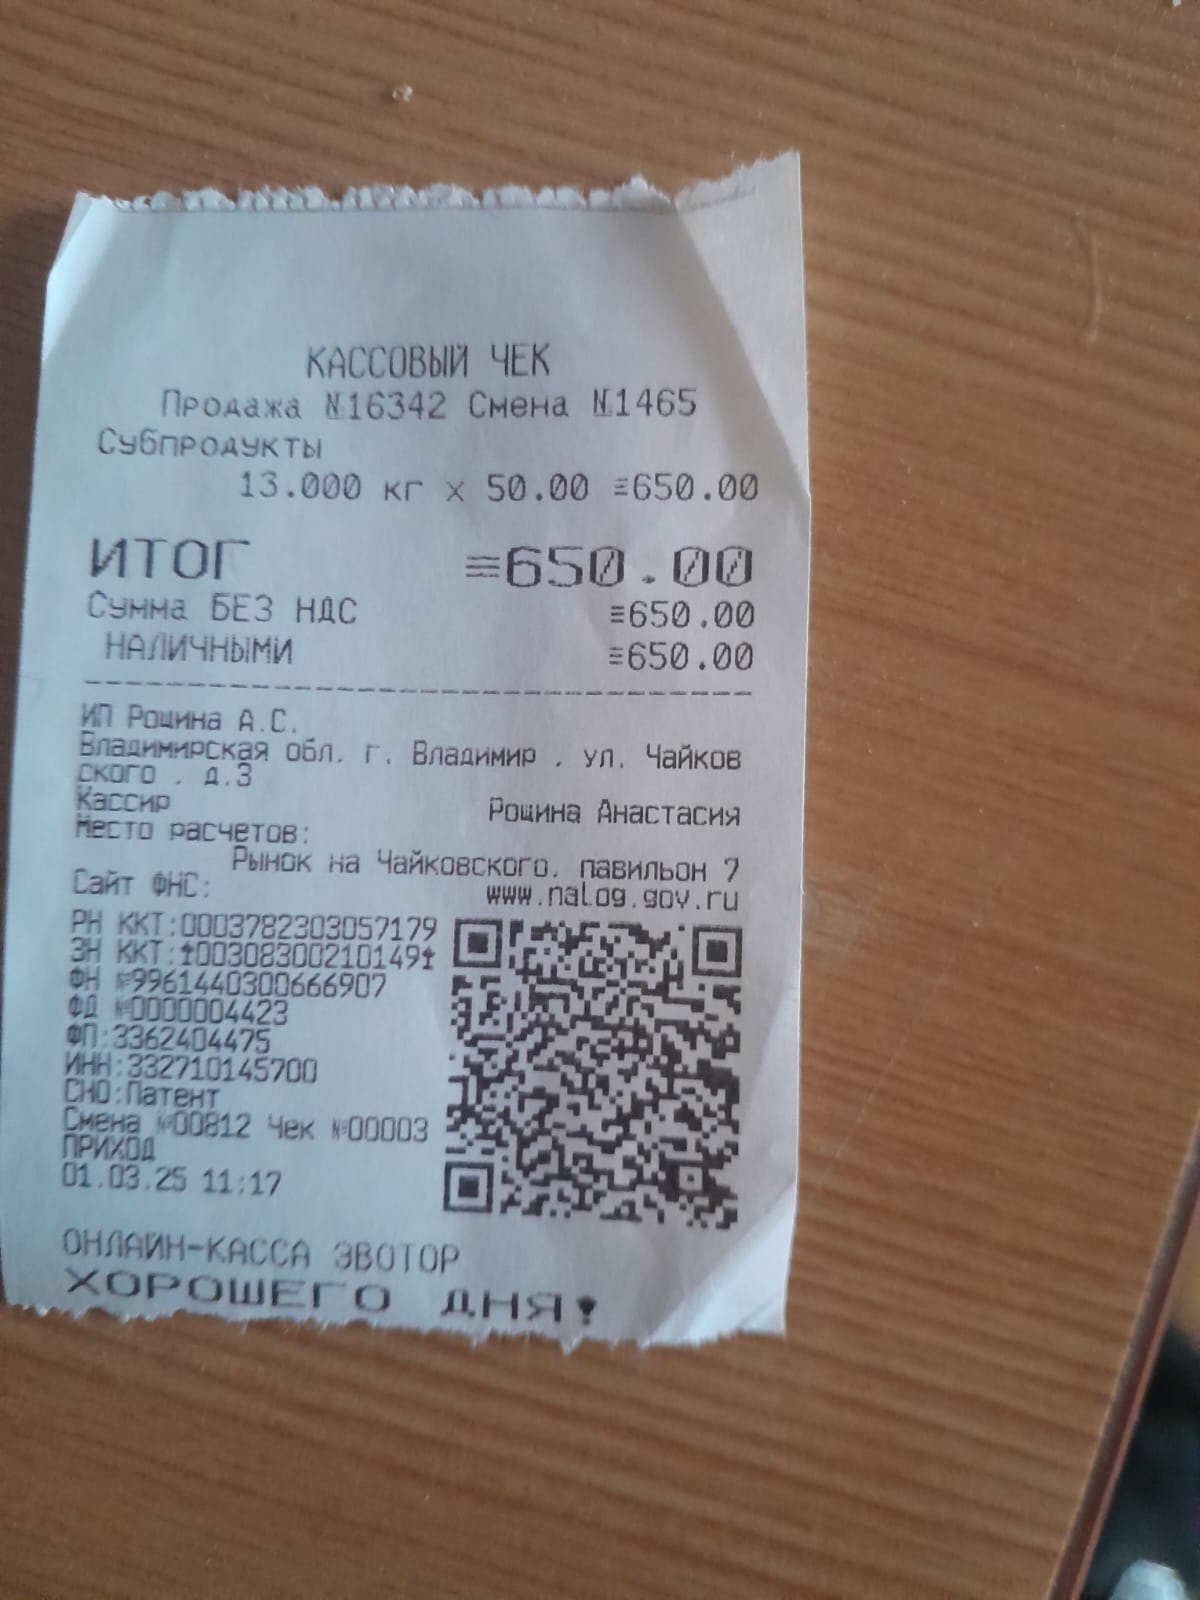 КАССОВЫЙ ЧЕК
Продажа №16342 Смена №1465
Субпродукты
13.000 кг x 50.00 ≡650.00
ИТОГ ≡650.00
Сумма БЕЗ НДС ≡650.00
НАЛИЧНЫМИ ≡650.00
ИП Рощина А.С.
Владимирская обл. г. Владимир , ул. Чайков
ского , д.3
Кассир Рощина Анастасия
Место расчетов:
Рынок на Чайковского, павильон 7
Сайт ФНС: www.nalog.gov.ru
РН ККТ:0003782303057179
ЗН ККТ:↨00308300210149↨
ФН №9961440300666907
ФД №0000004423
ФП:3362404475
ИНН:332710145700
СНО:Патент
Смена №00812 Чек №00003
ПРИХОД
01.03.25 11:17
ОНЛАЙН-КАССА ЭВОТОР
ХОРОШЕГО ДНЯ!